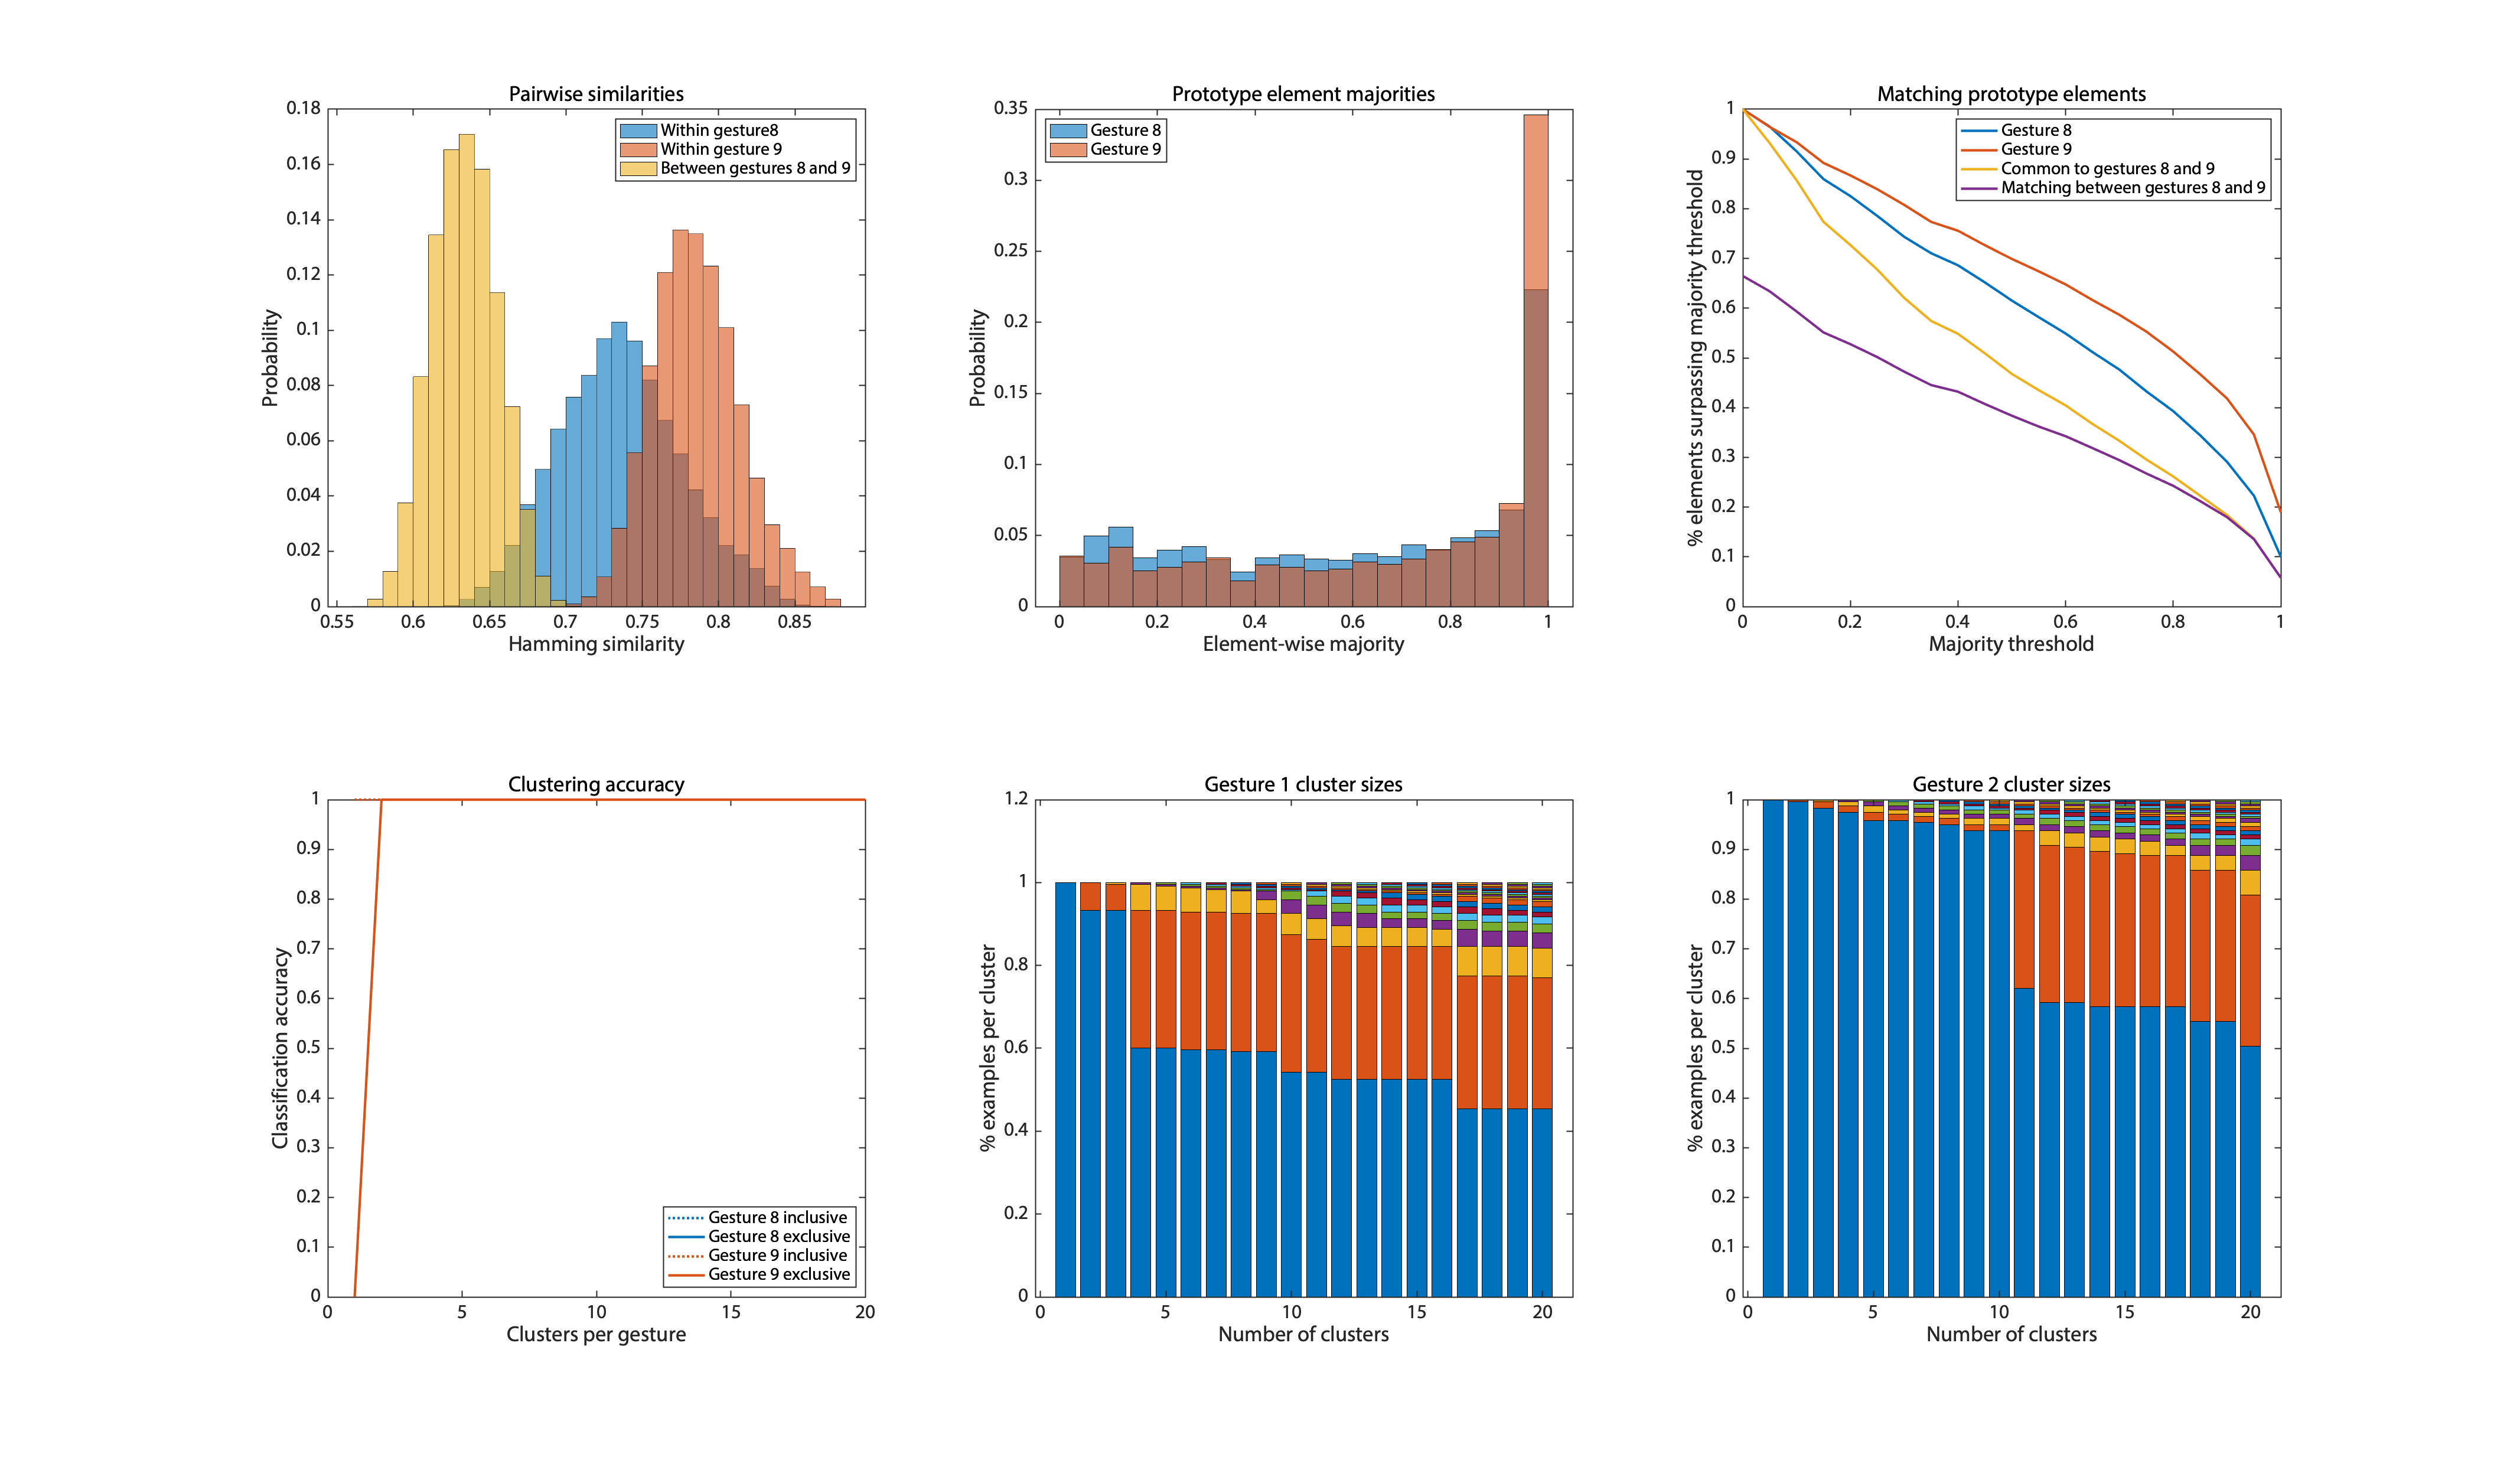 Pairwise similarities
0.18
0.16
0.14
0.12
0.1
0.08
0.06
0.04
0.02
0
Probability
Within gesture8
Within gesture 9
Between gestures 8 and 9
0.55 0.6 0.65 0.7 0.75 0.8 0.85
Hamming similarity
Prototype element majorities
0.35
0.3
0.25
0.2
0.15
0.1
0.05
0
Probability
Gesture 8
Gesture 9
0 0.2 0.4 0.6 0.8 1
Element-wise majority
Matching prototype elements
1
0.9
0.8
0.7
0.6
0.5
0.4
0.3
0.2
0.1
0
% elements surpassing majority threshold
Gesture 8
Gesture 9
Common to gestures 8 and 9
Matching between gestures 8 and 9
0 0.2 0.4 0.6 0.8 1
Majority threshold
Clustering accuracy
1
0.9
0.8
0.7
0.6
0.5
0.4
0.3
0.2
0.1
0
Classification accuracy
Gesture 8 inclusive
Gesture 8 exclusive
Gesture 9 inclusive
Gesture 9 exclusive
0 5 10 15 20
Clusters per gesture
Gesture 1 cluster sizes
1.2
1
0.8
0.6
0.4
0.2
0
% examples per cluster
0 5 10 15 20
Number of clusters
Gesture 2 cluster sizes
1
0.9
0.8
0.7
0.6
0.5
0.4
0.3
0.2
0.1
0
% examples per cluster
0 5 10 15 20
Number of clusters